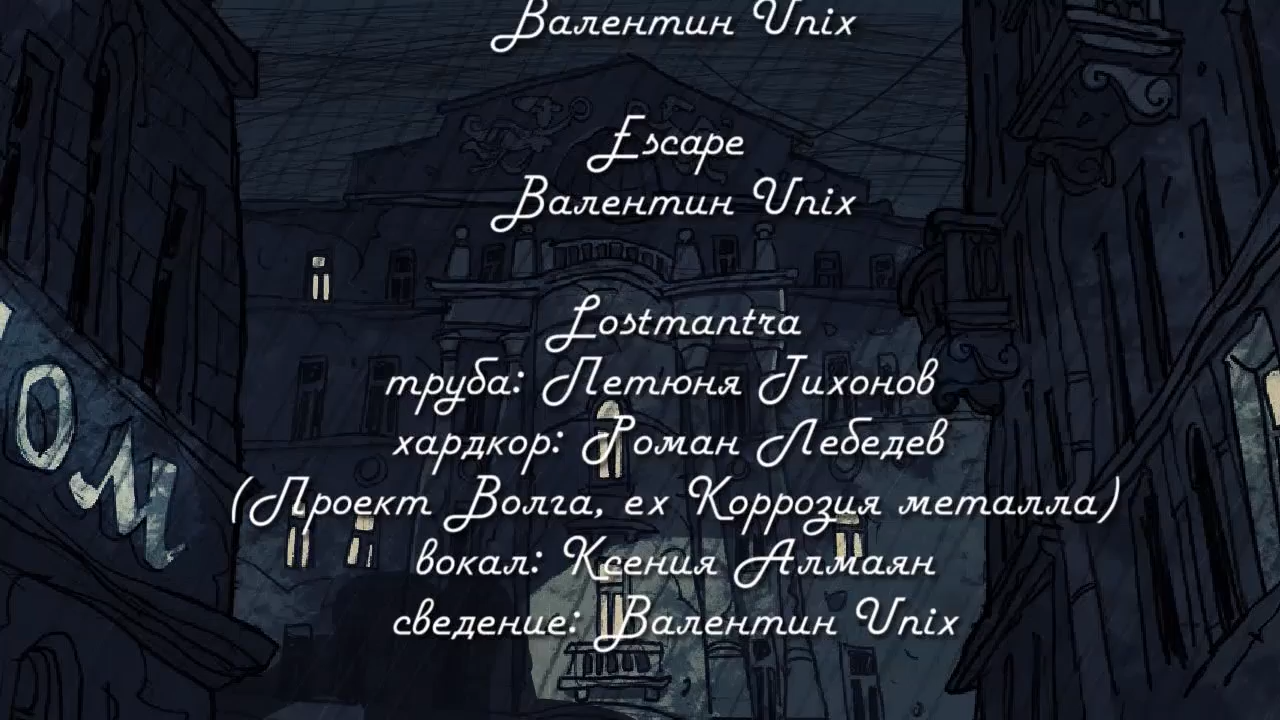 Валентин Unix
Escape
Валентин Unix
Lostmantra
труба: Петюня Тихонов
хардкор: Роман Лебедев
(Проект Волга, ex Коррозия металла)
вокал: Ксения Алмаян
сведение: Валентин Unix
ом